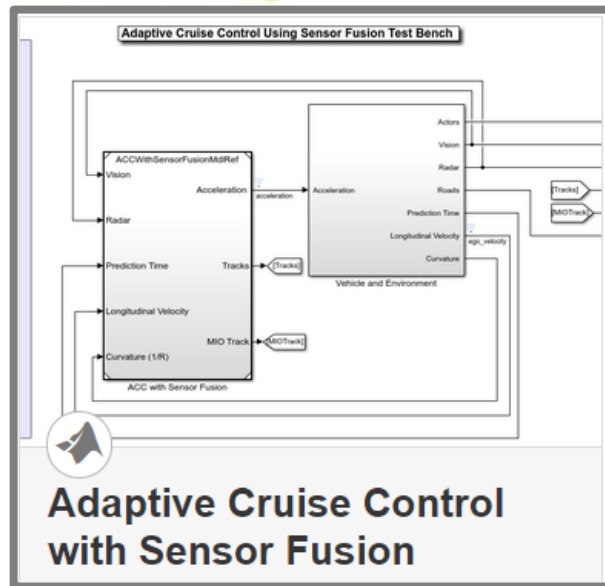 Adaptive Cruise Control Using Sensor Fusion Test Bench
ACCWithSensorFusionMdlRef
Vision
Radar
Prediction Time
Longitudinal Velocity
Curvature (1/R)
Acceleration
Tracks
MIO Track
ACC with Sensor Fusion
acceleration
[Tracks]
[MIOTrack]
Acceleration
Actors
Vision
Radar
Roads
Prediction Time
Longitudinal Velocity
Curvature
Vehicle and Environment
ego_velocity
[Tracks]
[MIOTrack]
Adaptive Cruise Control
with Sensor Fusion